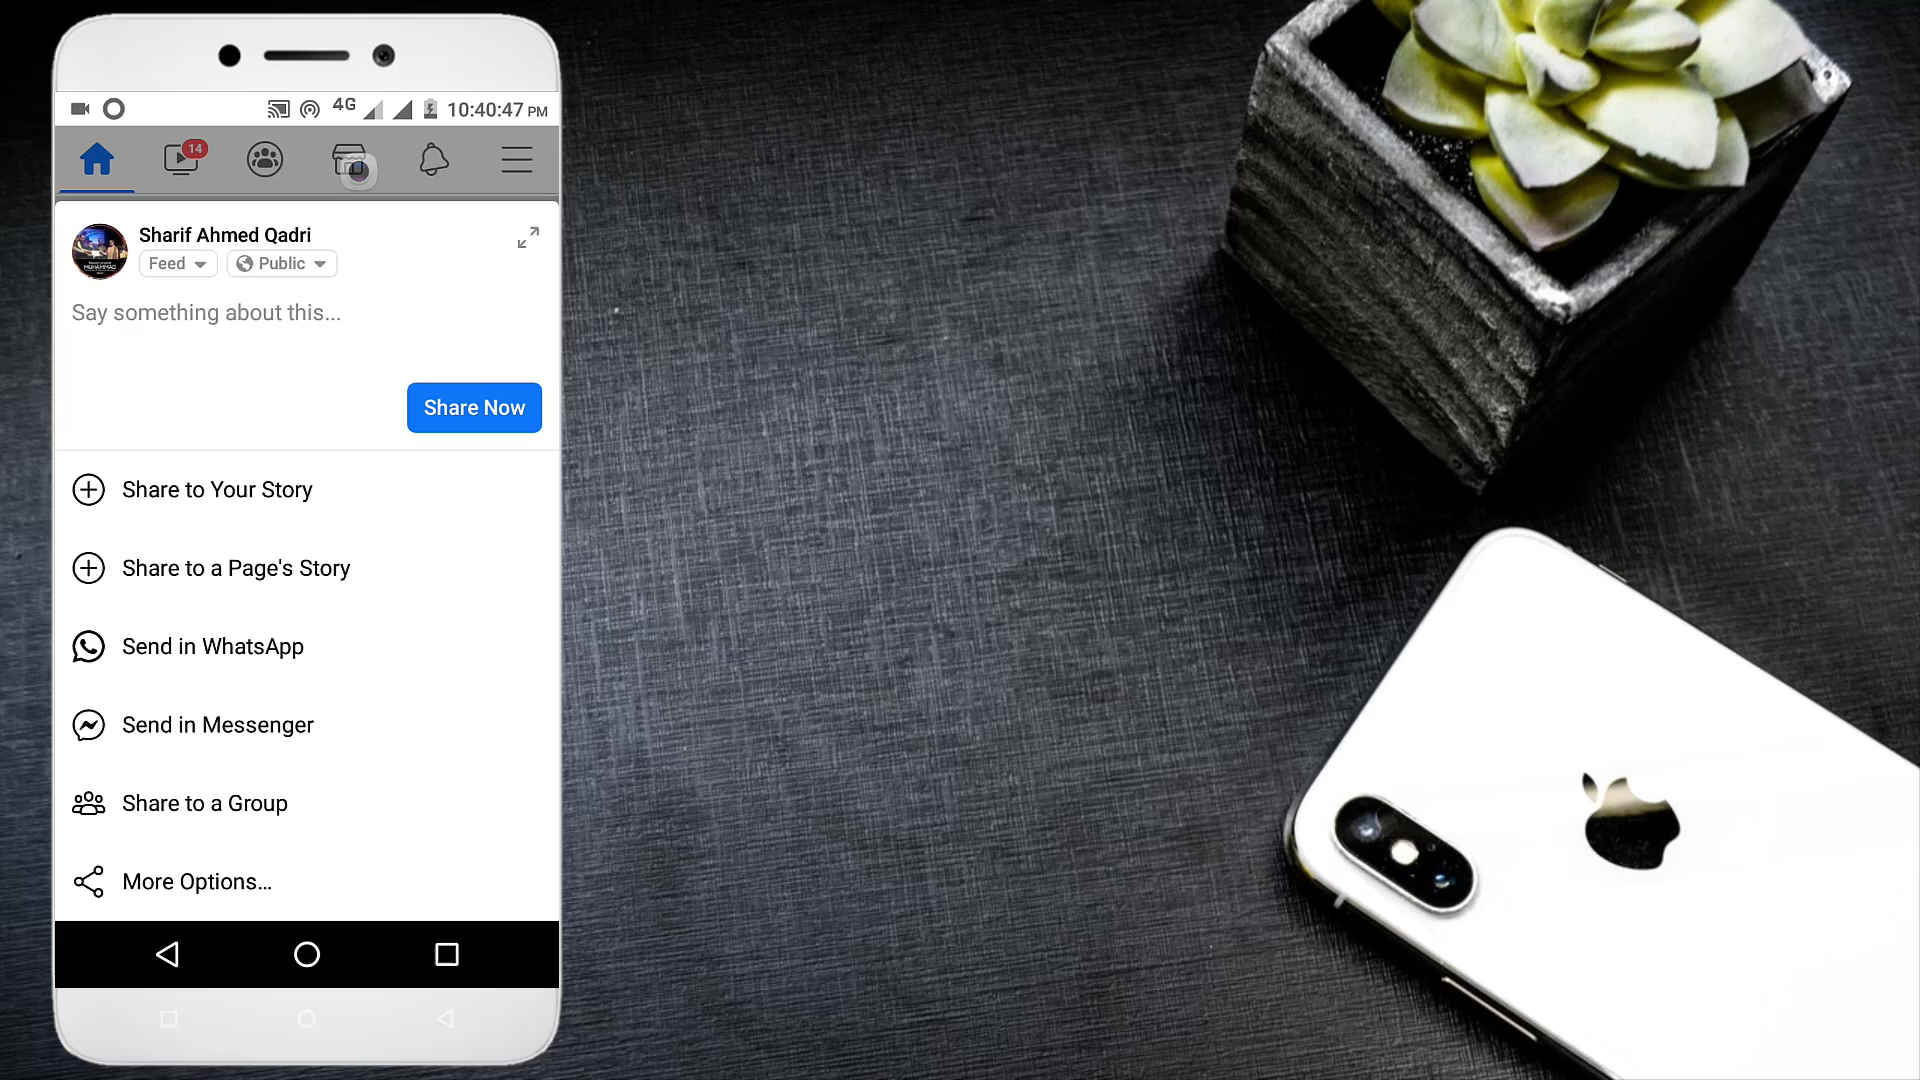 4G 10:40:47 PM
14
Sharif Ahmed Qadri
Feed Public
Say something about this...
Share Now
Share to Your Story
Share to a Page's Story
Send in WhatsApp
Send in Messenger
Share to a Group
More Options...